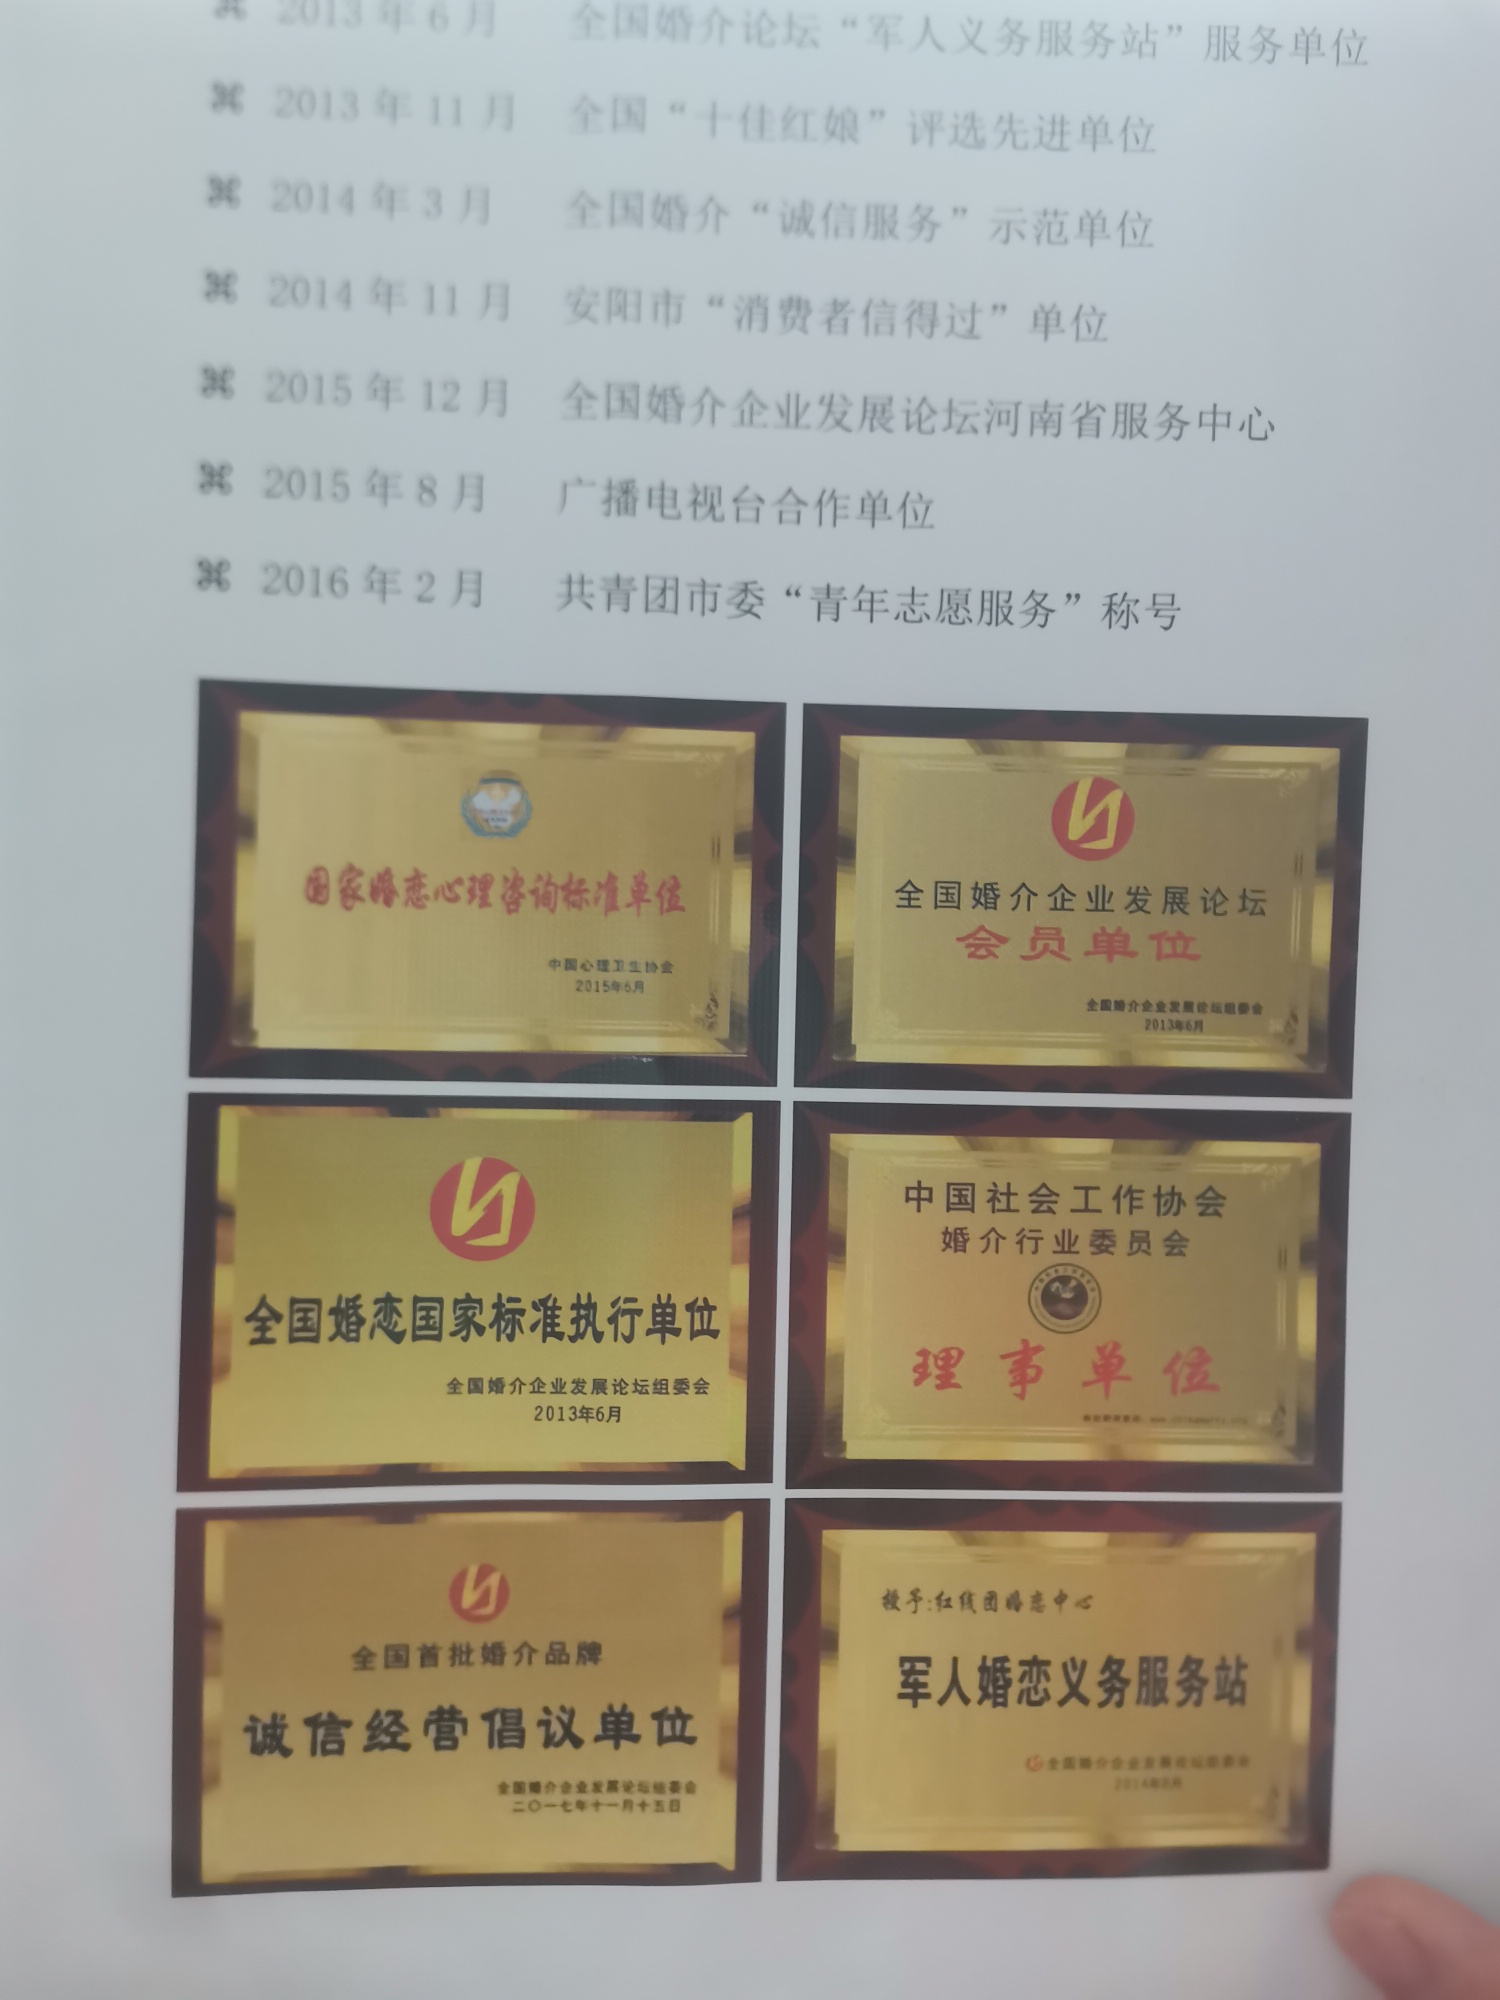 ⌘ 2013年6月 全国婚介论坛“军人义务服务站”服务单位
⌘ 2013年11月 全国“十佳红娘”评选先进单位
⌘ 2014年3月 全国婚介“诚信服务”示范单位
⌘ 2014年11月 安阳市“消费者信得过”单位
⌘ 2015年12月 全国婚介企业发展论坛河南省服务中心
⌘ 2015年8月 广播电视台合作单位
⌘ 2016年2月 共青团市委“青年志愿服务”称号
国家婚恋心理咨询标准单位
中国心理卫生协会
2015年6月
全国婚介企业发展论坛
会员单位
全国婚介企业发展论坛组委会
2013年6月
全国婚恋国家标准执行单位
全国婚介企业发展论坛组委会
2013年6月
中国社会工作协会
婚介行业委员会
理事单位
全国首批婚介品牌
诚信经营倡议单位
全国婚介企业发展论坛组委会
二〇一七年十一月十五日
授予:红线团婚恋中心
军人婚恋义务服务站
全国婚介企业发展论坛组委会